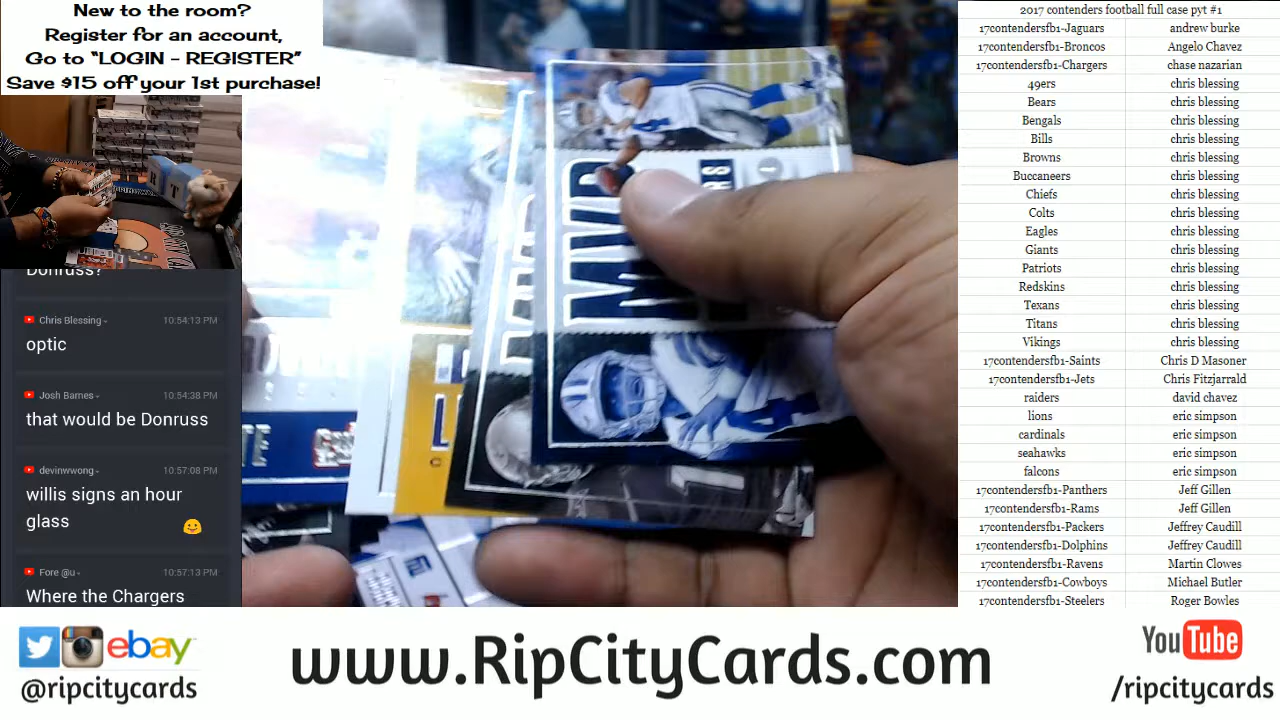 New to the room?
Register for an account,
Go to “LOGIN - REGISTER”
Save $15 off your 1st purchase!
Donruss?
Chris Blessing
10:54:13 PM
optic
Josh Barnes
10:54:38 PM
that would be Donruss
devinwwong
10:57:08 PM
willis signs an hour
glass
Fore @u
10:57:13 PM
Where the Chargers
MVP
2017 contenders football full case pyt #1
17contendersfb1-Jaguars andrew burke
17contendersfb1-Broncos Angelo Chavez
17contendersfb1-Chargers chase nazarian
49ers chris blessing
Bears chris blessing
Bengals chris blessing
Bills chris blessing
Browns chris blessing
Buccaneers chris blessing
Chiefs chris blessing
Colts chris blessing
Eagles chris blessing
Giants chris blessing
Patriots chris blessing
Redskins chris blessing
Texans chris blessing
Titans chris blessing
Vikings chris blessing
17contendersfb1-Saints Chris D Masoner
17contendersfb1-Jets Chris Fitzjarrald
raiders david chavez
lions eric simpson
cardinals eric simpson
seahawks eric simpson
falcons eric simpson
17contendersfb1-Panthers Jeff Gillen
17contendersfb1-Rams Jeff Gillen
17contendersfb1-Packers Jeffrey Caudill
17contendersfb1-Dolphins Jeffrey Caudill
17contendersfb1-Ravens Martin Clowes
17contendersfb1-Cowboys Michael Butler
17contendersfb1-Steelers Roger Bowles
ebay
@ripcitycards
www.RipCityCards.com
YouTube
/ripcitycards